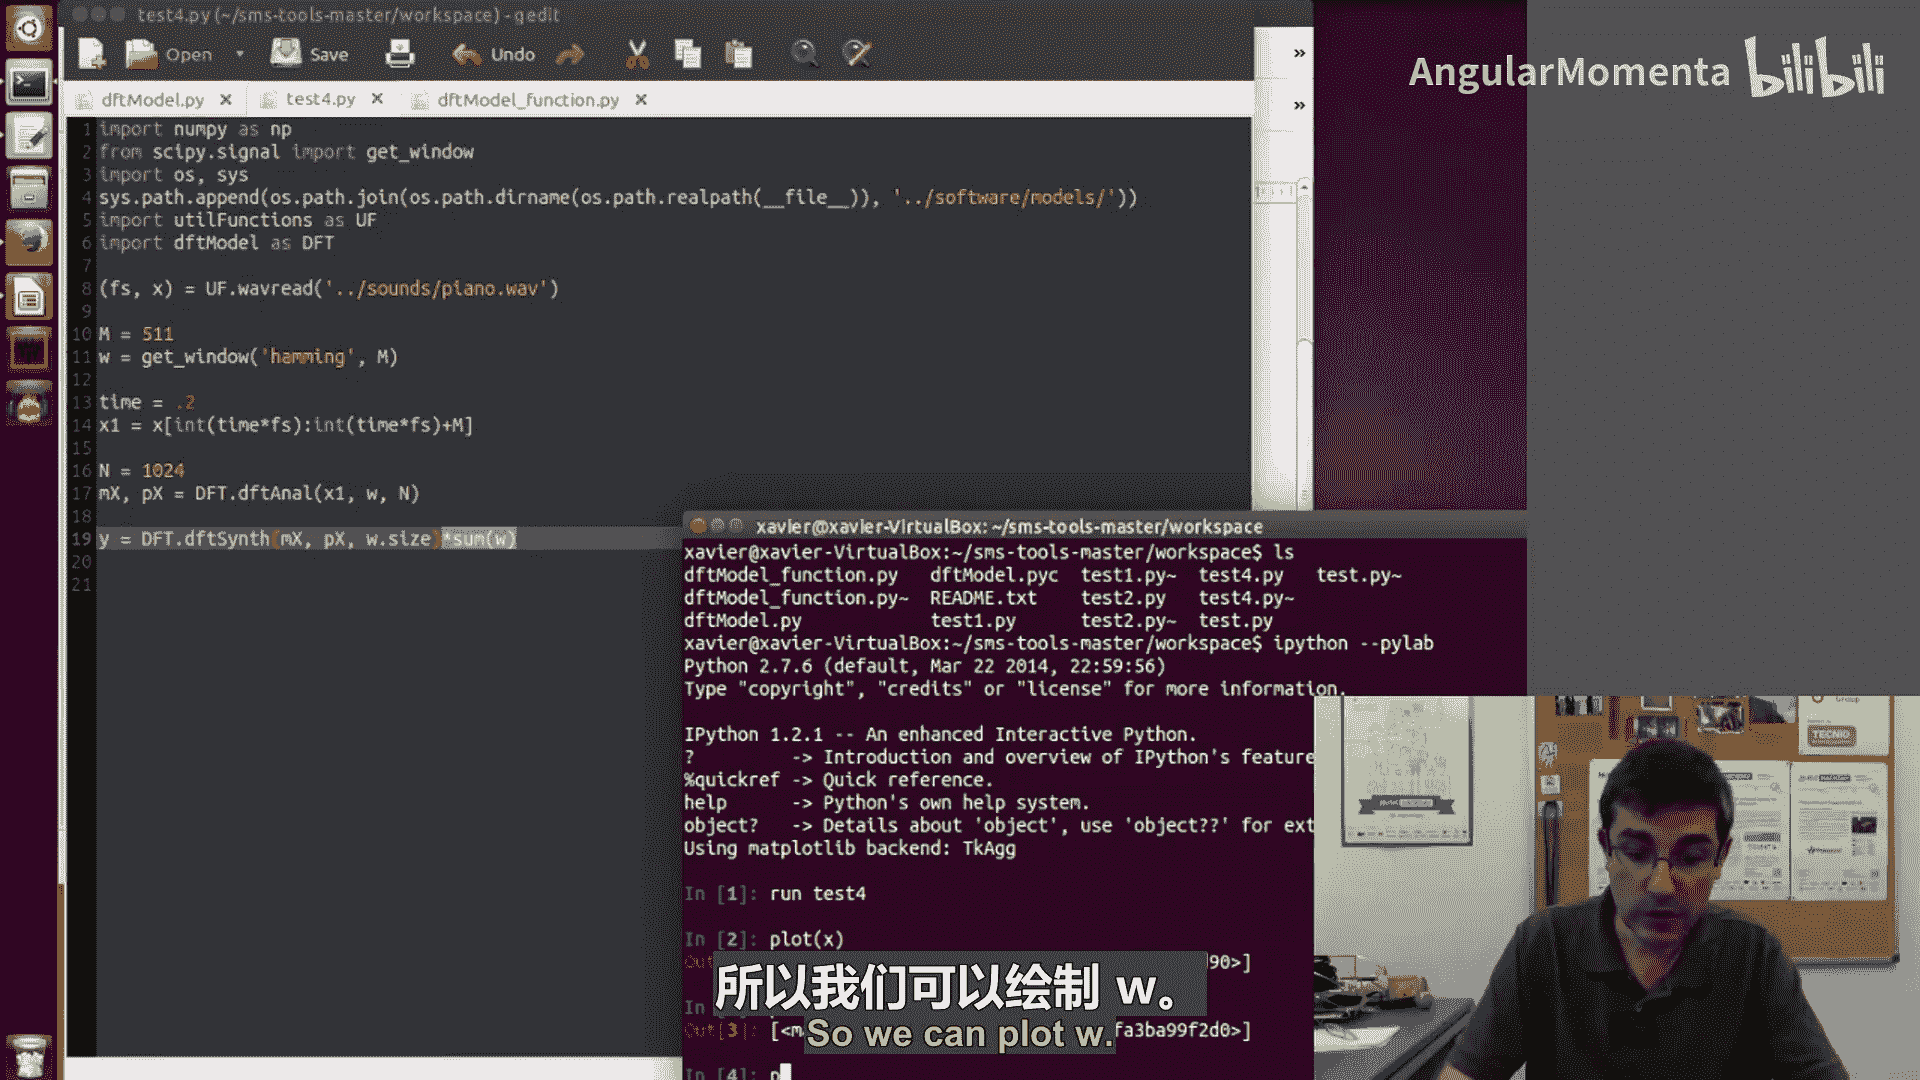 test4.py (~/sms-tools-master/workspace) - gedit
Open
Save
Undo
AngularMomenta bilibili
dftModel.py
test4.py
dftModel_function.py
1 import numpy as np
2 from scipy.signal import get_window
3 import os, sys
4 sys.path.append(os.path.join(os.path.dirname(os.path.realpath(__file__)), '../software/models/'))
5 import utilFunctions as UF
6 import dftModel as DFT
7
8 (fs, x) = UF.wavread('../sounds/piano.wav')
9
10 M = 511
11 w = get_window('hamming', M)
12
13 time = .2
14 x1 = x[int(time*fs):int(time*fs)+M]
15
16 N = 1024
17 mX, pX = DFT.dftAnal(x1, w, N)
18
19 y = DFT.dftSynth(mX, pX, w.size)*sum(w)
20
21
xavier@xavier-VirtualBox: ~/sms-tools-master/workspace
xavier@xavier-VirtualBox:~/sms-tools-master/workspace$ ls
dftModel_function.py dftModel.pyc test1.py~ test4.py test.py~
dftModel_function.py~ README.txt test2.py test4.py~
dftModel.py test1.py test2.py~ test.py
xavier@xavier-VirtualBox:~/sms-tools-master/workspace$ ipython --pylab
Python 2.7.6 (default, Mar 22 2014, 22:59:56)
Type "copyright", "credits" or "license" for more information.
IPython 1.2.1 -- An enhanced Interactive Python.
? -> Introduction and overview of IPython's feature
%quickref -> Quick reference.
help -> Python's own help system.
object? -> Details about 'object', use 'object??' for ext
Using matplotlib backend: TkAgg
In [1]: run test4
In [2]: plot(x)
Out 90>]
所以我们可以绘制 w。
In
Out[3]: [<m fa3ba99f2d0>]
So we can plot w.
In [4]: p
Group
TECNIO